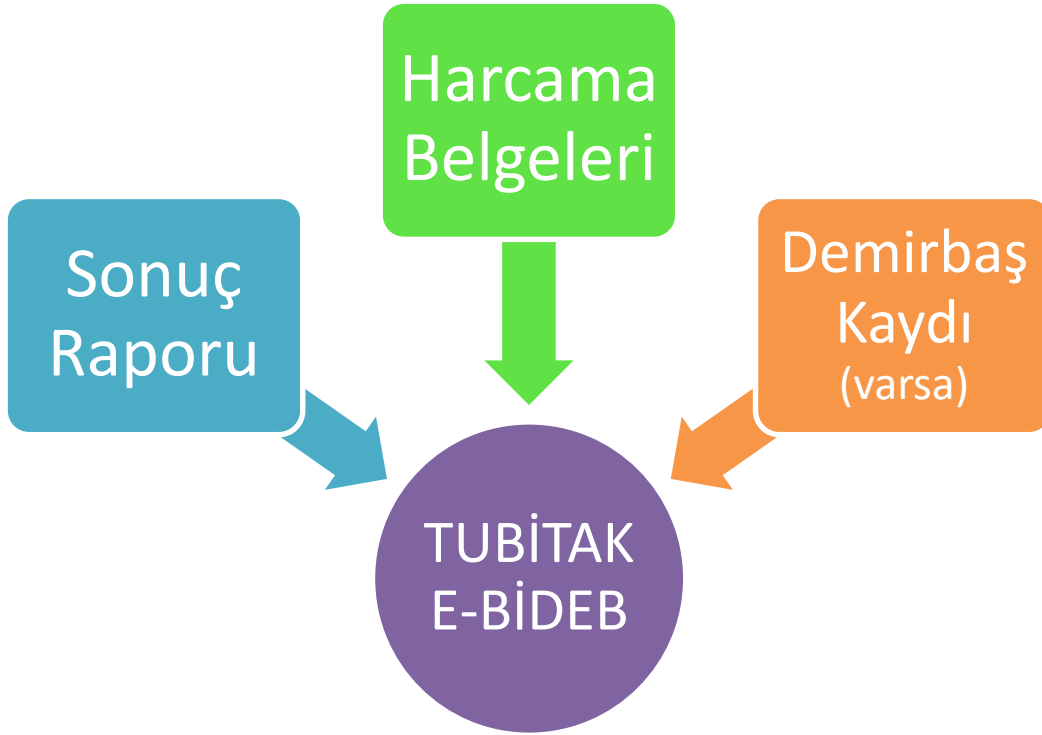 Harcama
Belgeleri
Sonuç
Raporu
Demirbaş
Kaydı
(varsa)
TUBİTAK
E-BİDEB